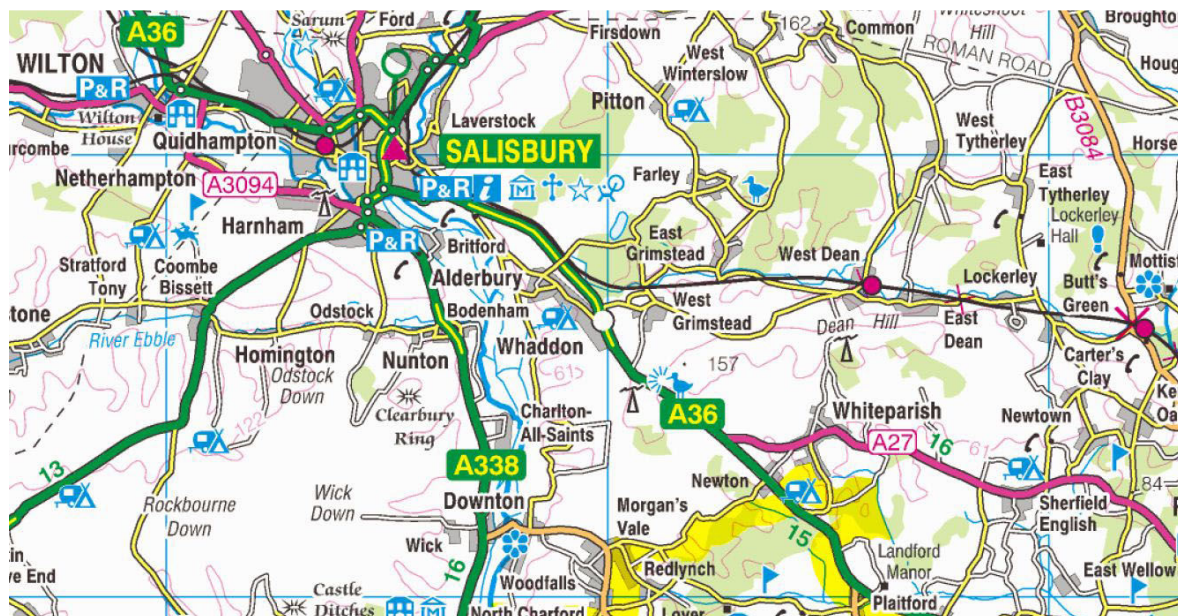 A36
Sarum
Ford
Firsdown
162
Common
Hill
Broughton
WILTON
P&R
West
Winterslow
ROMAN ROAD
Pitton
B3084
Wilton
House
Quidhampton
Laverstock
West
Tytherley
SALISBURY
Netherhampton
A3094
P&R
i
M
Farley
East
Tytherley
Lockerley
Hall
Harnham
P&R
Britford
East
Grimstead
West Dean
Stratford
Tony
Coombe
Bissett
Alderbury
Lockerley
Butt's
Green
Odstock
Bodenham
West
Grimstead
Dean
Hill
East
Dean
River Ebble
Homington
Nunton
Whaddon
Carter's
Clay
Odstock
Down
61
157
122
Clearbury
Ring
Charlton-
All-Saints
A36
Whiteparish
Newtown
A27
16
61
13
A338
84
Rockbourne
Down
Wick
Down
Downton
Newton
Morgan's
Vale
Sherfield
English
Wick
15
Landford
Manor
16
Woodfalls
Redlynch
East Wellow
Castle
Ditches
M
North Charford
Plaitford